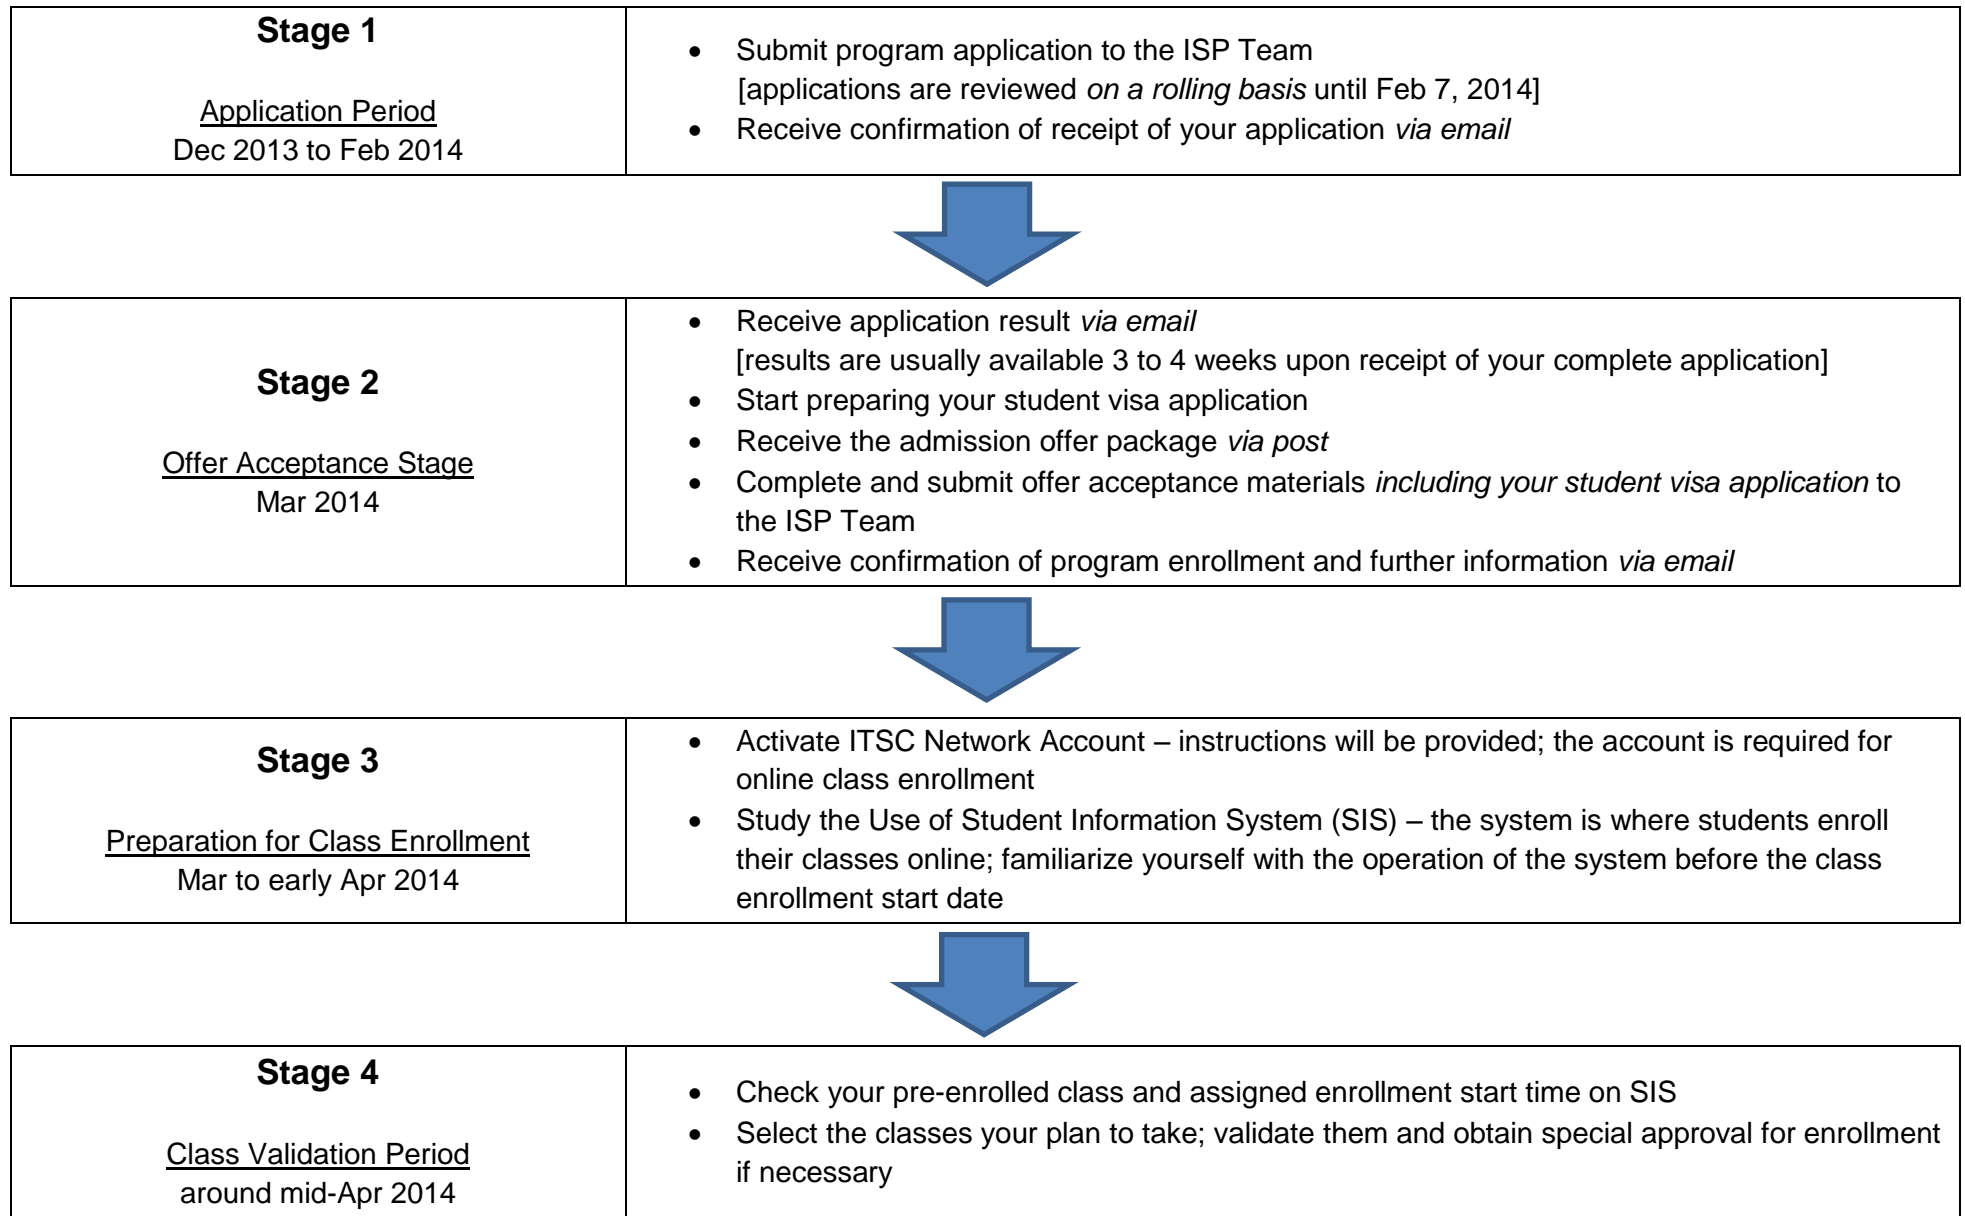 Stage 1
Application Period
Dec 2013 to Feb 2014
• Submit program application to the ISP Team
[applications are reviewed on a rolling basis until Feb 7, 2014]
• Receive confirmation of receipt of your application via email
Stage 2
Offer Acceptance Stage
Mar 2014
• Receive application result via email
[results are usually available 3 to 4 weeks upon receipt of your complete application]
• Start preparing your student visa application
• Receive the admission offer package via post
• Complete and submit offer acceptance materials including your student visa application to
the ISP Team
• Receive confirmation of program enrollment and further information via email
Stage 3
Preparation for Class Enrollment
Mar to early Apr 2014
• Activate ITSC Network Account – instructions will be provided; the account is required for
online class enrollment
• Study the Use of Student Information System (SIS) – the system is where students enroll
their classes online; familiarize yourself with the operation of the system before the class
enrollment start date
Stage 4
Class Validation Period
around mid-Apr 2014
• Check your pre-enrolled class and assigned enrollment start time on SIS
• Select the classes your plan to take; validate them and obtain special approval for enrollment
if necessary